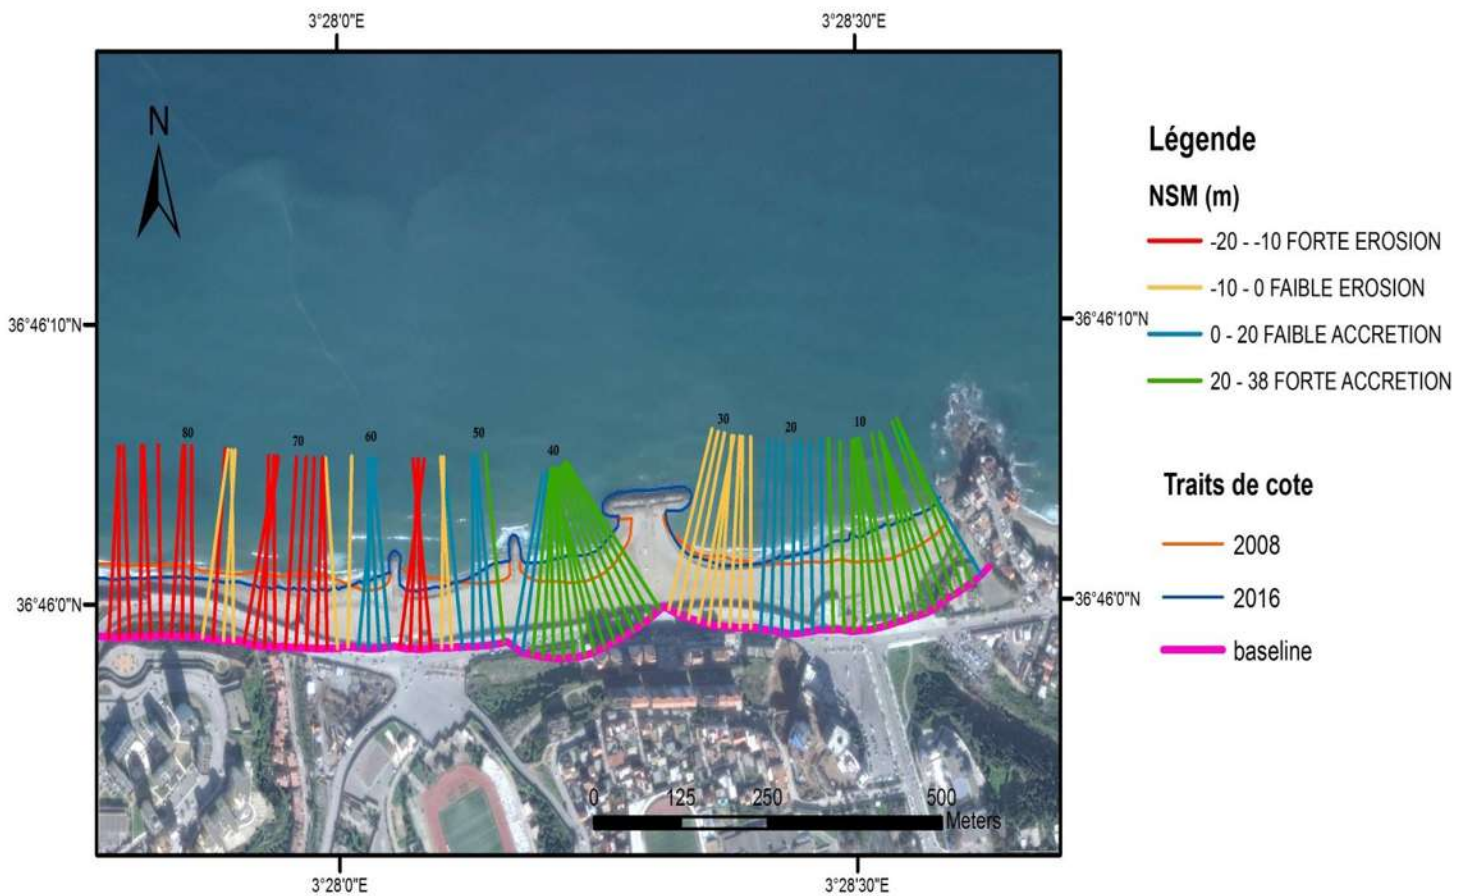 3°28'0"E 3°28'30"E
N
36°46'10"N 36°46'10"N
80 70 60 50 40 30 20 10
36°46'0"N 36°46'0"N
0 125 250 500
Meters
3°28'0"E 3°28'30"E
Légende
NSM (m)
-20 - -10 FORTE EROSION
-10 - 0 FAIBLE EROSION
0 - 20 FAIBLE ACCRETION
20 - 38 FORTE ACCRETION
Traits de cote
2008
2016
baseline